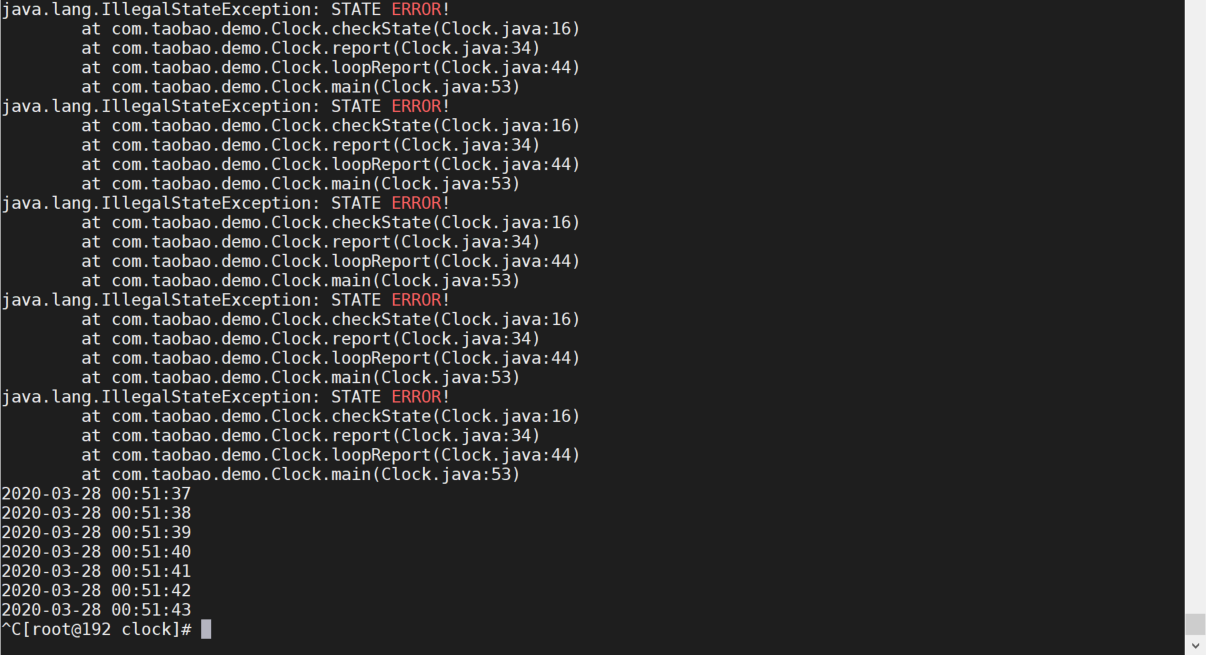 java.lang.IllegalStateException: STATE ERROR!
        at com.taobao.demo.Clock.checkState(Clock.java:16)
        at com.taobao.demo.Clock.report(Clock.java:34)
        at com.taobao.demo.Clock.loopReport(Clock.java:44)
        at com.taobao.demo.Clock.main(Clock.java:53)
java.lang.IllegalStateException: STATE ERROR!
        at com.taobao.demo.Clock.checkState(Clock.java:16)
        at com.taobao.demo.Clock.report(Clock.java:34)
        at com.taobao.demo.Clock.loopReport(Clock.java:44)
        at com.taobao.demo.Clock.main(Clock.java:53)
java.lang.IllegalStateException: STATE ERROR!
        at com.taobao.demo.Clock.checkState(Clock.java:16)
        at com.taobao.demo.Clock.report(Clock.java:34)
        at com.taobao.demo.Clock.loopReport(Clock.java:44)
        at com.taobao.demo.Clock.main(Clock.java:53)
java.lang.IllegalStateException: STATE ERROR!
        at com.taobao.demo.Clock.checkState(Clock.java:16)
        at com.taobao.demo.Clock.report(Clock.java:34)
        at com.taobao.demo.Clock.loopReport(Clock.java:44)
        at com.taobao.demo.Clock.main(Clock.java:53)
java.lang.IllegalStateException: STATE ERROR!
        at com.taobao.demo.Clock.checkState(Clock.java:16)
        at com.taobao.demo.Clock.report(Clock.java:34)
        at com.taobao.demo.Clock.loopReport(Clock.java:44)
        at com.taobao.demo.Clock.main(Clock.java:53)
2020-03-28 00:51:37
2020-03-28 00:51:38
2020-03-28 00:51:39
2020-03-28 00:51:40
2020-03-28 00:51:41
2020-03-28 00:51:42
2020-03-28 00:51:43
^C[root@192 clock]#